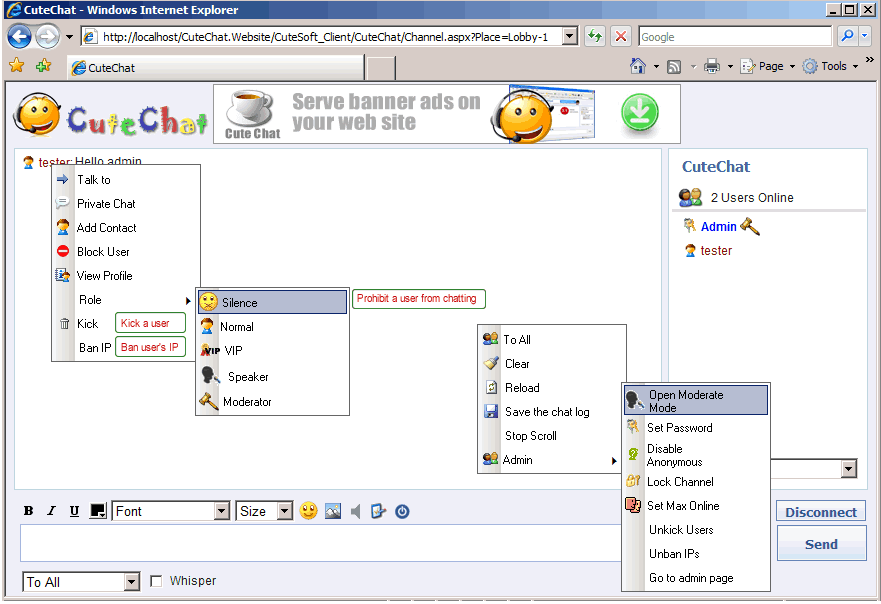 CuteChat - Windows Internet Explorer
http://localhost/CuteChat.Website/CuteSoft_Client/CuteChat/Channel.aspx?Place=Lobby-1
Google
CuteChat
Page
Tools
CuteChat
Cute Chat
Serve banner ads on
your web site
tester: Hello admin
Talk to
Private Chat
Add Contact
Block User
View Profile
Role
Kick
Kick a user
Ban IP
Ban user's IP
Silence
Prohibit a user from chatting
Normal
VIP
VIP
Speaker
Moderator
To All
Clear
Reload
Save the chat log
Stop Scroll
Admin
Open Moderate
Mode
Set Password
Disable
Anonymous
Lock Channel
Set Max Online
Unkick Users
Unban IPs
Go to admin page
CuteChat
2 Users Online
Admin
tester
B I U
Font
Size
Disconnect
Send
To All
Whisper